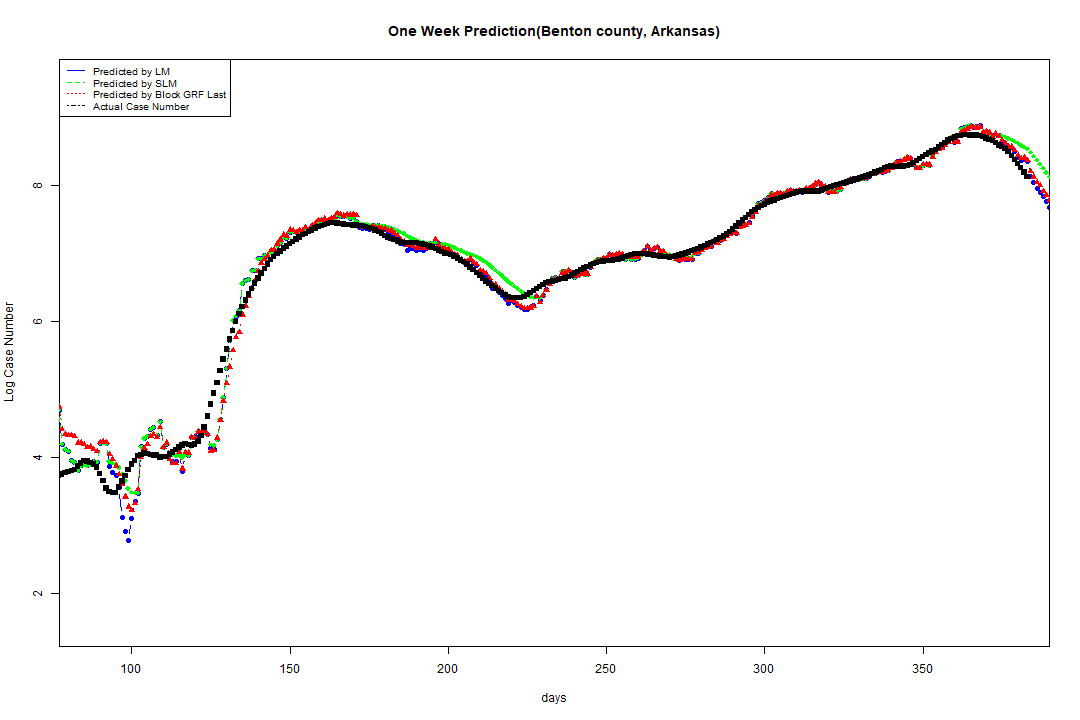 One Week Prediction(Benton county, Arkansas)
Predicted by LM
Predicted by SLM
Predicted by Block GRF Last
Actual Case Number
8
6
4
2
Log Case Number
100 150 200 250 300 350
days